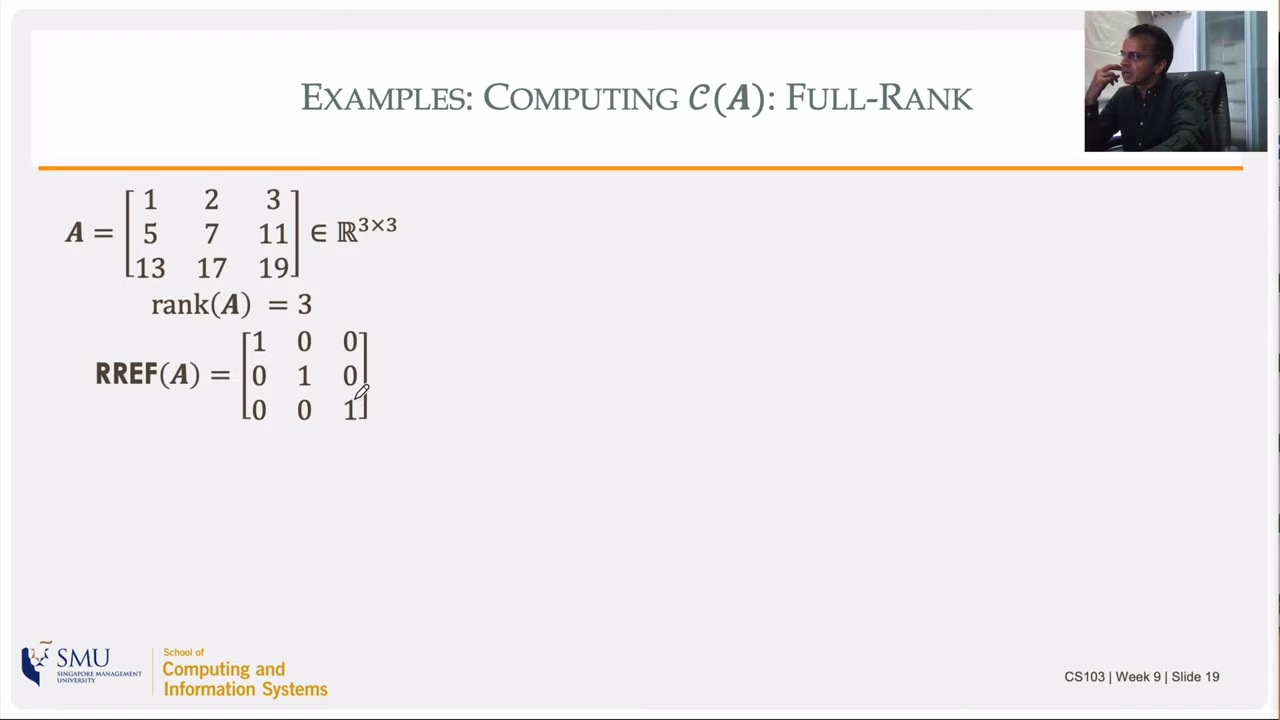 EXAMPLES: COMPUTING 𝒞(A): FULL-RANK
A = [1 2 3
5 7 11
13 17 19] ∈ ℝ^{3×3}
rank(A) = 3
RREF(A) = [1 0 0
0 1 0
0 0 1]
SMU
SINGAPORE MANAGEMENT
UNIVERSITY
School of
Computing and
Information Systems
CS103 | Week 9 | Slide 19